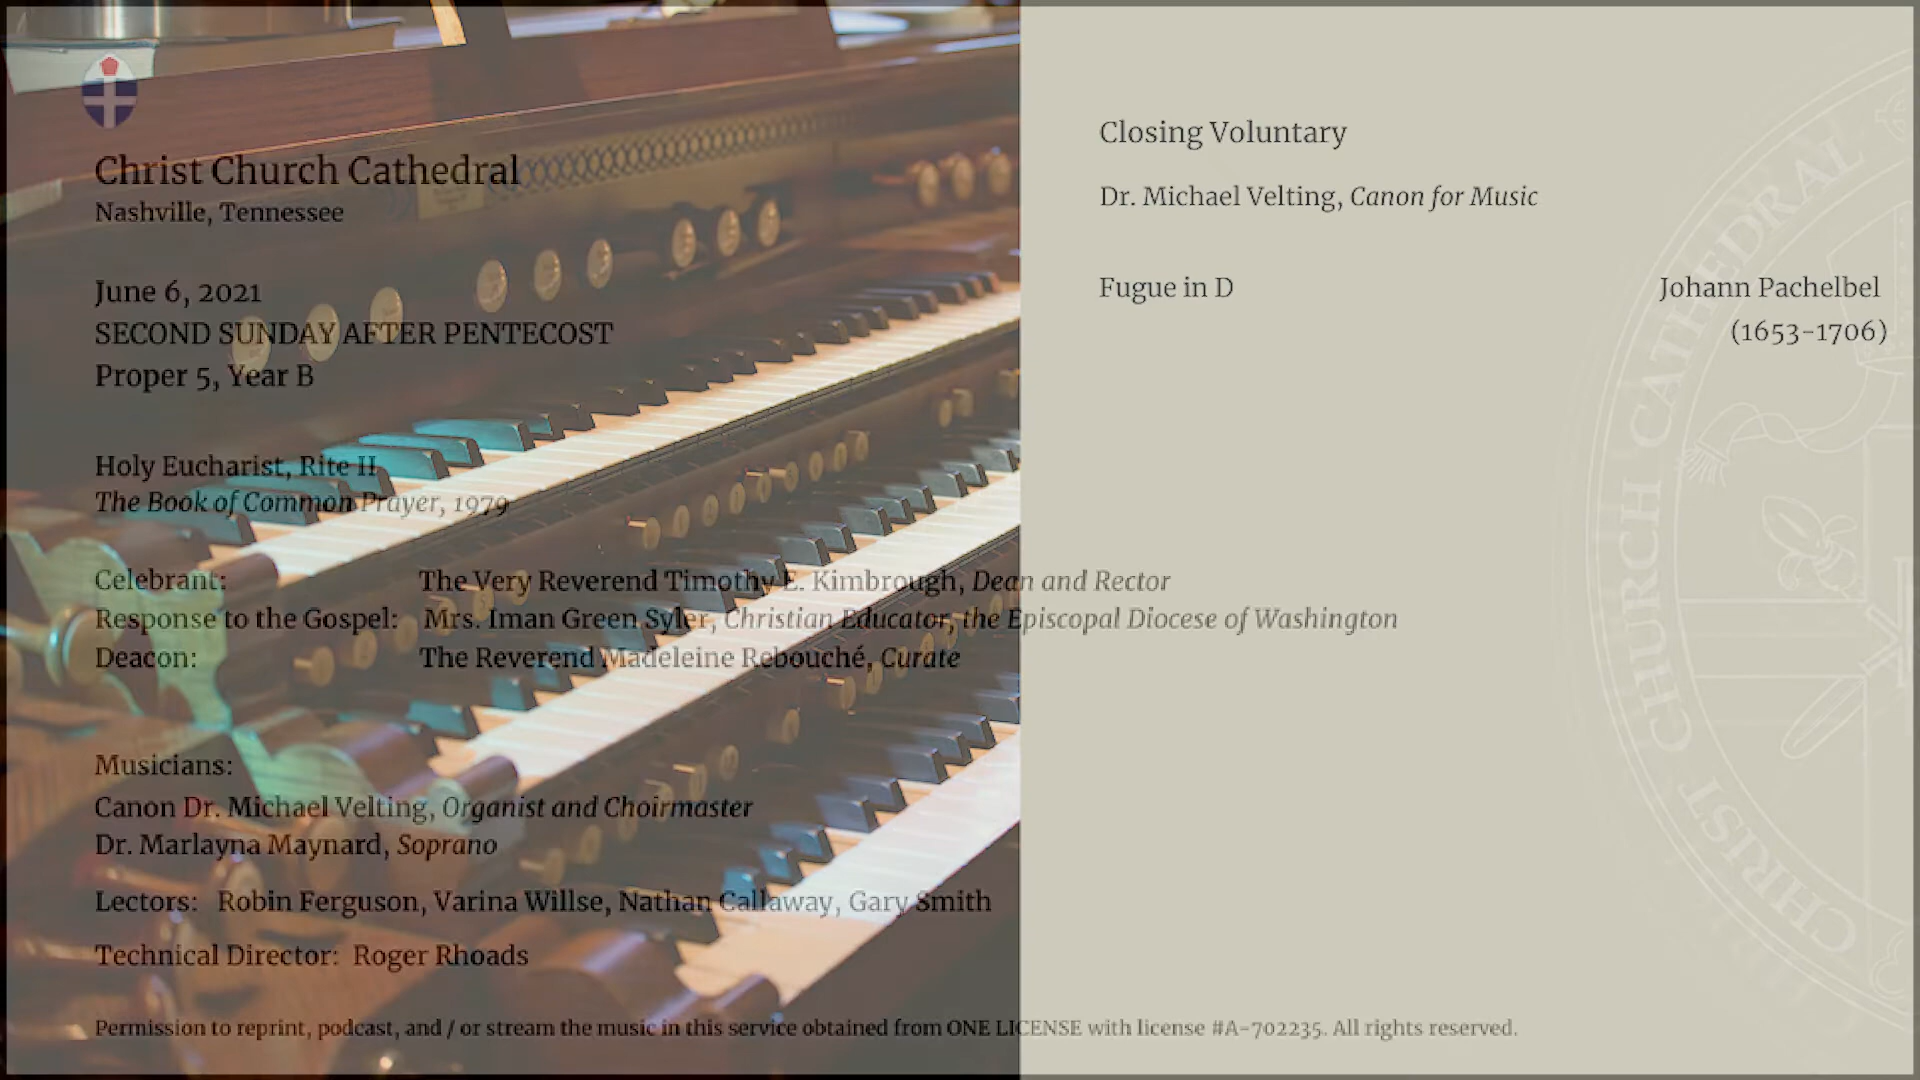 Christ Church Cathedral
Nashville, Tennessee
June 6, 2021
SECOND SUNDAY AFTER PENTECOST
Proper 5, Year B
Holy Eucharist, Rite II
The Book of Common Prayer, 1979
Celebrant: The Very Reverend Timothy E. Kimbrough, Dean and Rector
Response to the Gospel: Mrs. Iman Green Syler, Christian Educator, the Episcopal Diocese of Washington
Deacon: The Reverend Madeleine Rebouché, Curate
Musicians:
Canon Dr. Michael Velting, Organist and Choirmaster
Dr. Marlayna Maynard, Soprano
Lectors: Robin Ferguson, Varina Willse, Nathan Callaway, Gary Smith
Technical Director: Roger Rhoads
Permission to reprint, podcast, and / or stream the music in this service obtained from ONE LICENSE with license #A-702235. All rights reserved.
Closing Voluntary
Dr. Michael Velting, Canon for Music
Fugue in D Johann Pachelbel
(1653-1706)
CHRIST CHURCH CATHEDRAL